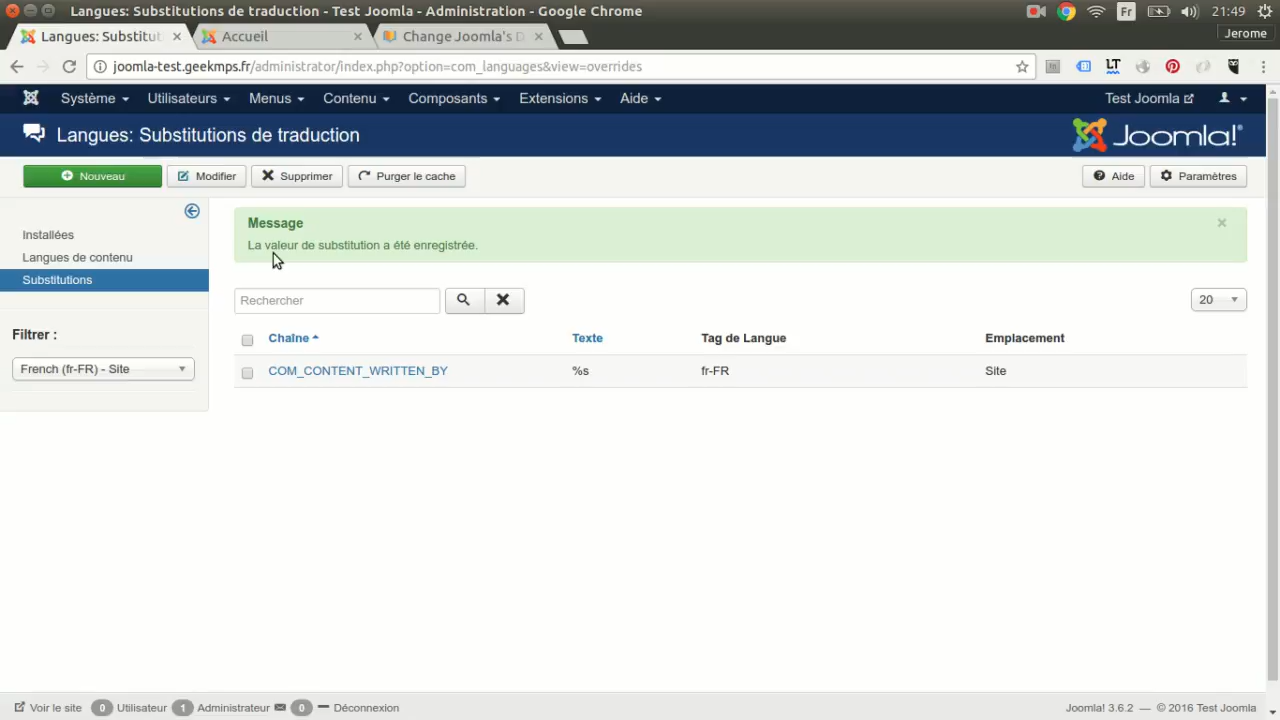 Langues: Substitutions de traduction - Test Joomla - Administration - Google Chrome
Fr
21:49
Langues: Substitut
Accueil
Change Joomla's D
Jerome
joomla-test.geekmps.fr/administrator/index.php?option=com_languages&view=overrides
LT
Système
Utilisateurs
Menus
Contenu
Composants
Extensions
Aide
Test Joomla
Langues: Substitutions de traduction
Joomla!®
Nouveau
Modifier
Supprimer
Purger le cache
Aide
Paramètres
Installées
Langues de contenu
Substitutions
Filtrer :
French (fr-FR) - Site
Message
La valeur de substitution a été enregistrée.
Rechercher
20
Chaîne Texte Tag de Langue Emplacement
COM_CONTENT_WRITTEN_BY %s fr-FR Site
Voir le site 0 Utilisateur 1 Administrateur 0 Déconnexion
Joomla! 3.6.2 — © 2016 Test Joomla